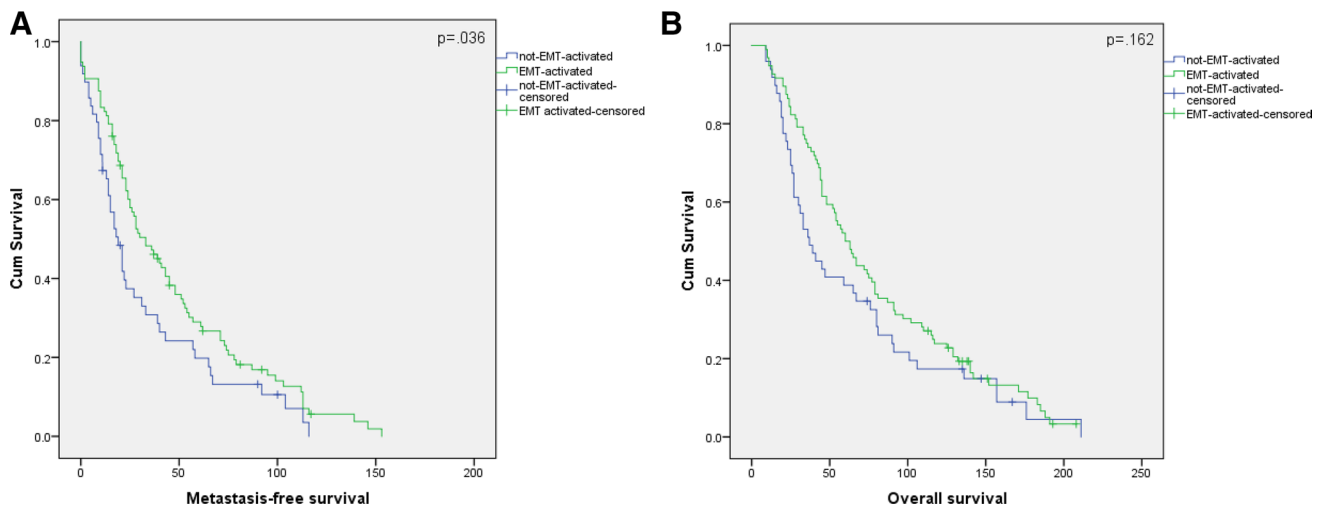 A
p=.036
not-EMT-activated
EMT-activated
not-EMT-activated-
censored
EMT activated-censored
1.0
0.8
0.6
0.4
0.2
0.0
Cum Survival
0 50 100 150 200
Metastasis-free survival
B
p=.162
not-EMT-activated
EMT-activated
not-EMT-activated-
censored
EMT-activated-censored
1.0
0.8
0.6
0.4
0.2
0.0
Cum Survival
0 50 100 150 200 250
Overall survival